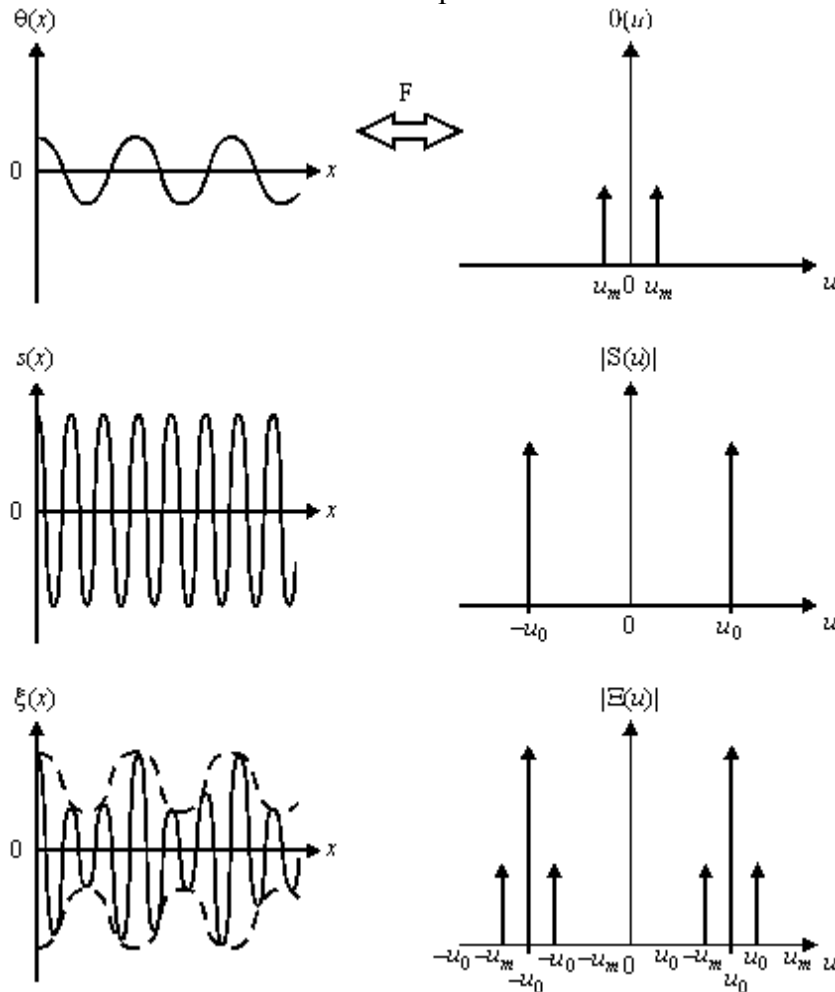 θ(x) θ(u)
F
0 x
u_m 0 u_m u
s(x) |S(u)|
0 x
−u_0 0 u_0 u
ξ(x) |Ξ(u)|
0 x
−u_0 −u_m −u_0 −u_m 0 u_0 −u_m u_0 u_m u
−u_0 u_0